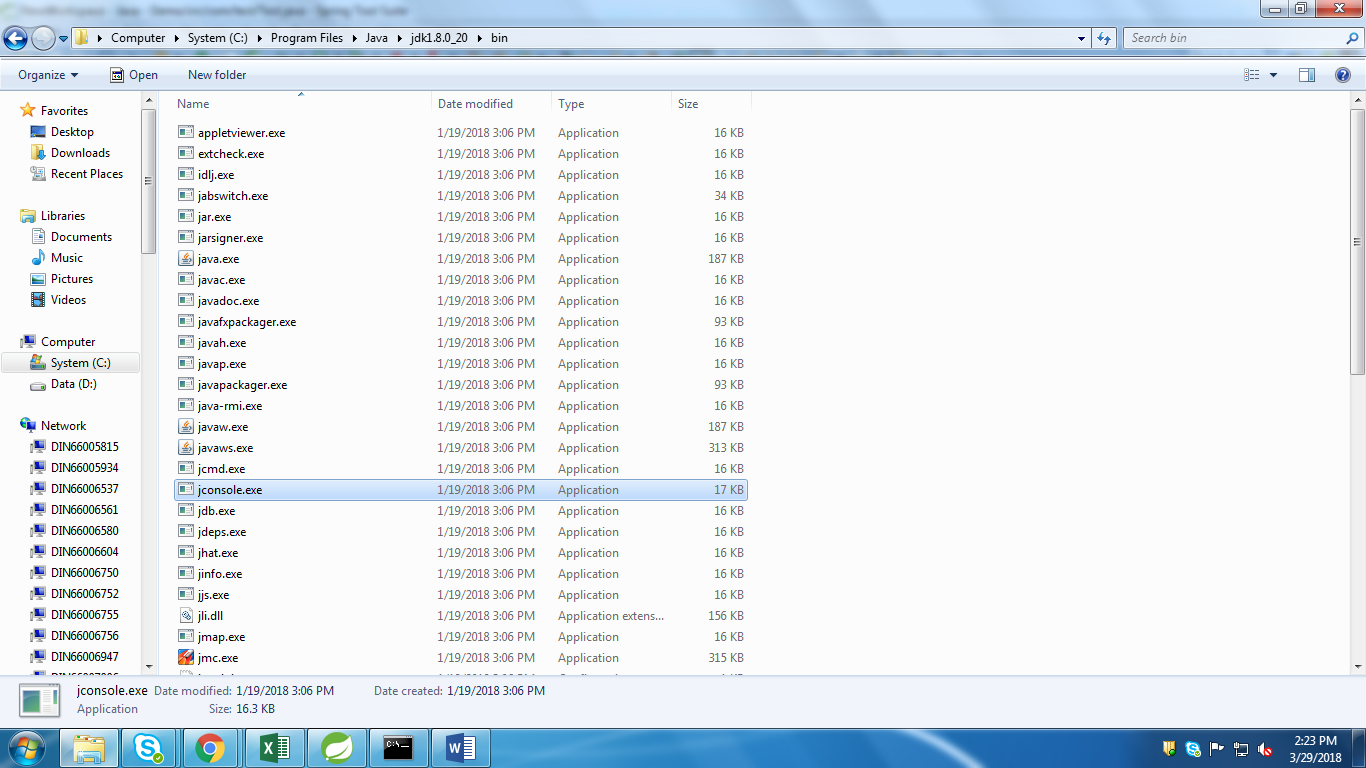 Computer ▸ System (C:) ▸ Program Files ▸ Java ▸ jdk1.8.0_20 ▸ bin
Search bin
Organize Open New folder
Name Date modified Type Size
Favorites
Desktop
Downloads
Recent Places
Libraries
Documents
Music
Pictures
Videos
Computer
System (C:)
Data (D:)
Network
DIN66005815
DIN66005934
DIN66006537
DIN66006561
DIN66006580
DIN66006604
DIN66006750
DIN66006752
DIN66006755
DIN66006756
DIN66006947
appletviewer.exe 1/19/2018 3:06 PM Application 16 KB
extcheck.exe 1/19/2018 3:06 PM Application 16 KB
idlj.exe 1/19/2018 3:06 PM Application 16 KB
jabswitch.exe 1/19/2018 3:06 PM Application 34 KB
jar.exe 1/19/2018 3:06 PM Application 16 KB
jarsigner.exe 1/19/2018 3:06 PM Application 16 KB
java.exe 1/19/2018 3:06 PM Application 187 KB
javac.exe 1/19/2018 3:06 PM Application 16 KB
javadoc.exe 1/19/2018 3:06 PM Application 16 KB
javafxpackager.exe 1/19/2018 3:06 PM Application 93 KB
javah.exe 1/19/2018 3:06 PM Application 16 KB
javap.exe 1/19/2018 3:06 PM Application 16 KB
javapackager.exe 1/19/2018 3:06 PM Application 93 KB
java-rmi.exe 1/19/2018 3:06 PM Application 16 KB
javaw.exe 1/19/2018 3:06 PM Application 187 KB
javaws.exe 1/19/2018 3:06 PM Application 313 KB
jcmd.exe 1/19/2018 3:06 PM Application 16 KB
jconsole.exe 1/19/2018 3:06 PM Application 17 KB
jdb.exe 1/19/2018 3:06 PM Application 16 KB
jdeps.exe 1/19/2018 3:06 PM Application 16 KB
jhat.exe 1/19/2018 3:06 PM Application 16 KB
jinfo.exe 1/19/2018 3:06 PM Application 16 KB
jjs.exe 1/19/2018 3:06 PM Application 16 KB
jli.dll 1/19/2018 3:06 PM Application extens... 156 KB
jmap.exe 1/19/2018 3:06 PM Application 16 KB
jmc.exe 1/19/2018 3:06 PM Application 315 KB
jconsole.exe Date modified: 1/19/2018 3:06 PM Date created: 1/19/2018 3:06 PM
Application Size: 16.3 KB
2:23 PM
3/29/2018